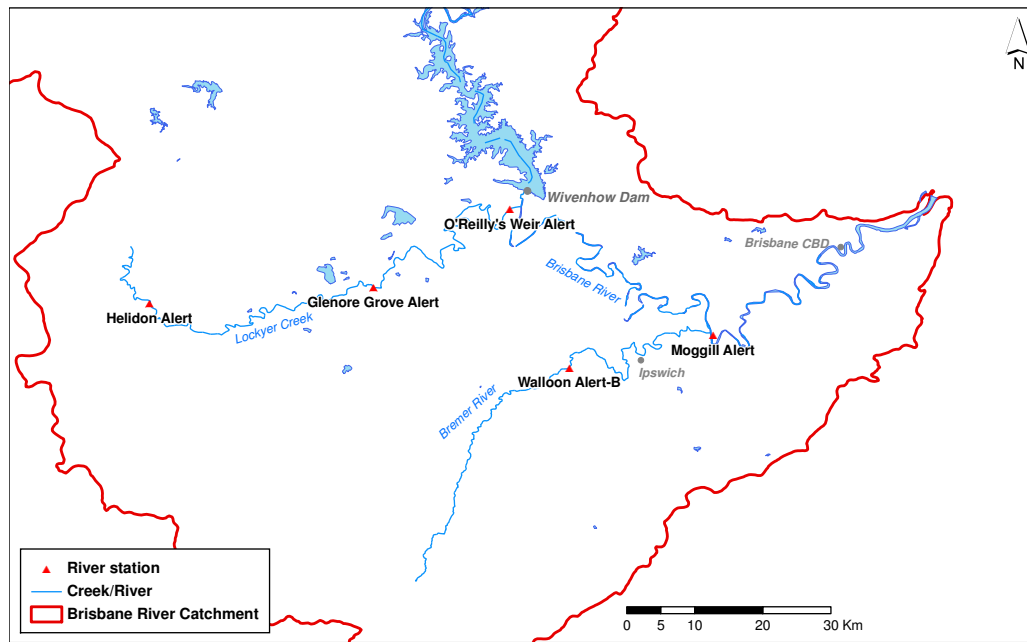 N
Wivenhow Dam
O'Reilly's Weir Alert
Brisbane CBD
Brisbane River
Glenore Grove Alert
Helidon Alert
Lockyer Creek
Moggill Alert
Ipswich
Walloon Alert-B
Bremer River
River station
Creek/River
Brisbane River Catchment
0 5 10 20 30 Km